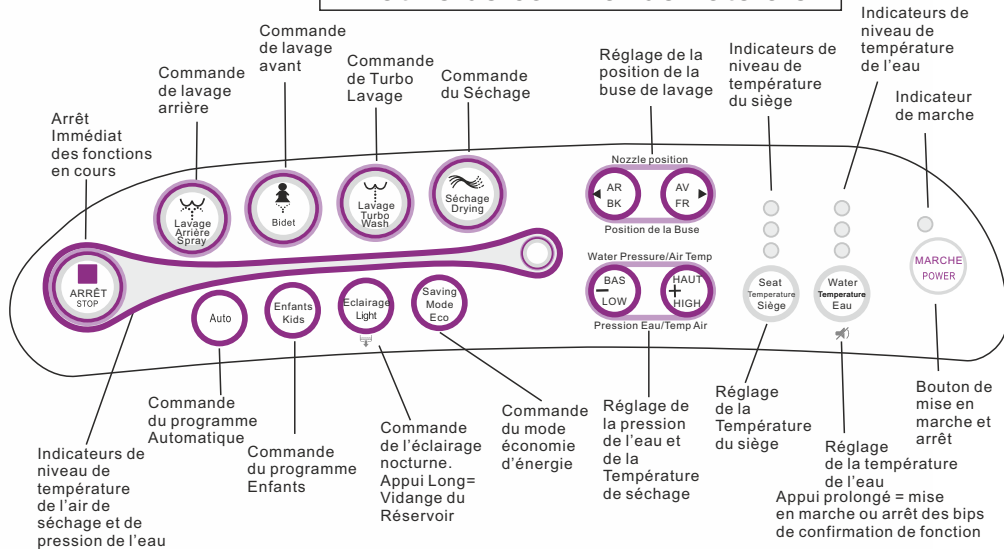 Commande
de lavage
avant
Commande
de lavage
arrière
Commande
de Turbo
Lavage
Commande
du Séchage
Réglage de la
position de la
buse de lavage
Indicateurs de
niveau de
température
du siège
Indicateurs de
niveau de
température
de l'eau
Indicateur
de marche
Arrêt
Immédiat
des fonctions
en cours
Lavage
Arrière
Spray
Bidet
Lavage
Turbo
Wash
Séchage
Drying
Nozzle position
AR
BK
AV
FR
Position de la Buse
Water Pressure/Air Temp
BAS
–
LOW
HAUT
+
HIGH
Pression Eau/Temp Air
ARRÊT
STOP
Auto
Enfants
Kids
Eclairage
Light
Saving
Mode
Eco
Seat
Temperature
Siège
Water
Temperature
Eau
MARCHE
POWER
Indicateurs de
niveau de
température
de l'air de
séchage et de
pression de l'eau
Commande
du programme
Automatique
Commande
du programme
Enfants
Commande
de l'éclairage
nocturne.
Appui Long=
Vidange du
Réservoir
Commande
du mode
économie
d'énergie
Réglage de
la pression
de l'eau et
de la
Température
de séchage
Réglage
de la
Température
du siège
Réglage
de la température
de l'eau
Appui prolongé = mise
en marche ou arrêt des bips
de confirmation de fonction
Bouton de
mise en
marche et
arrêt